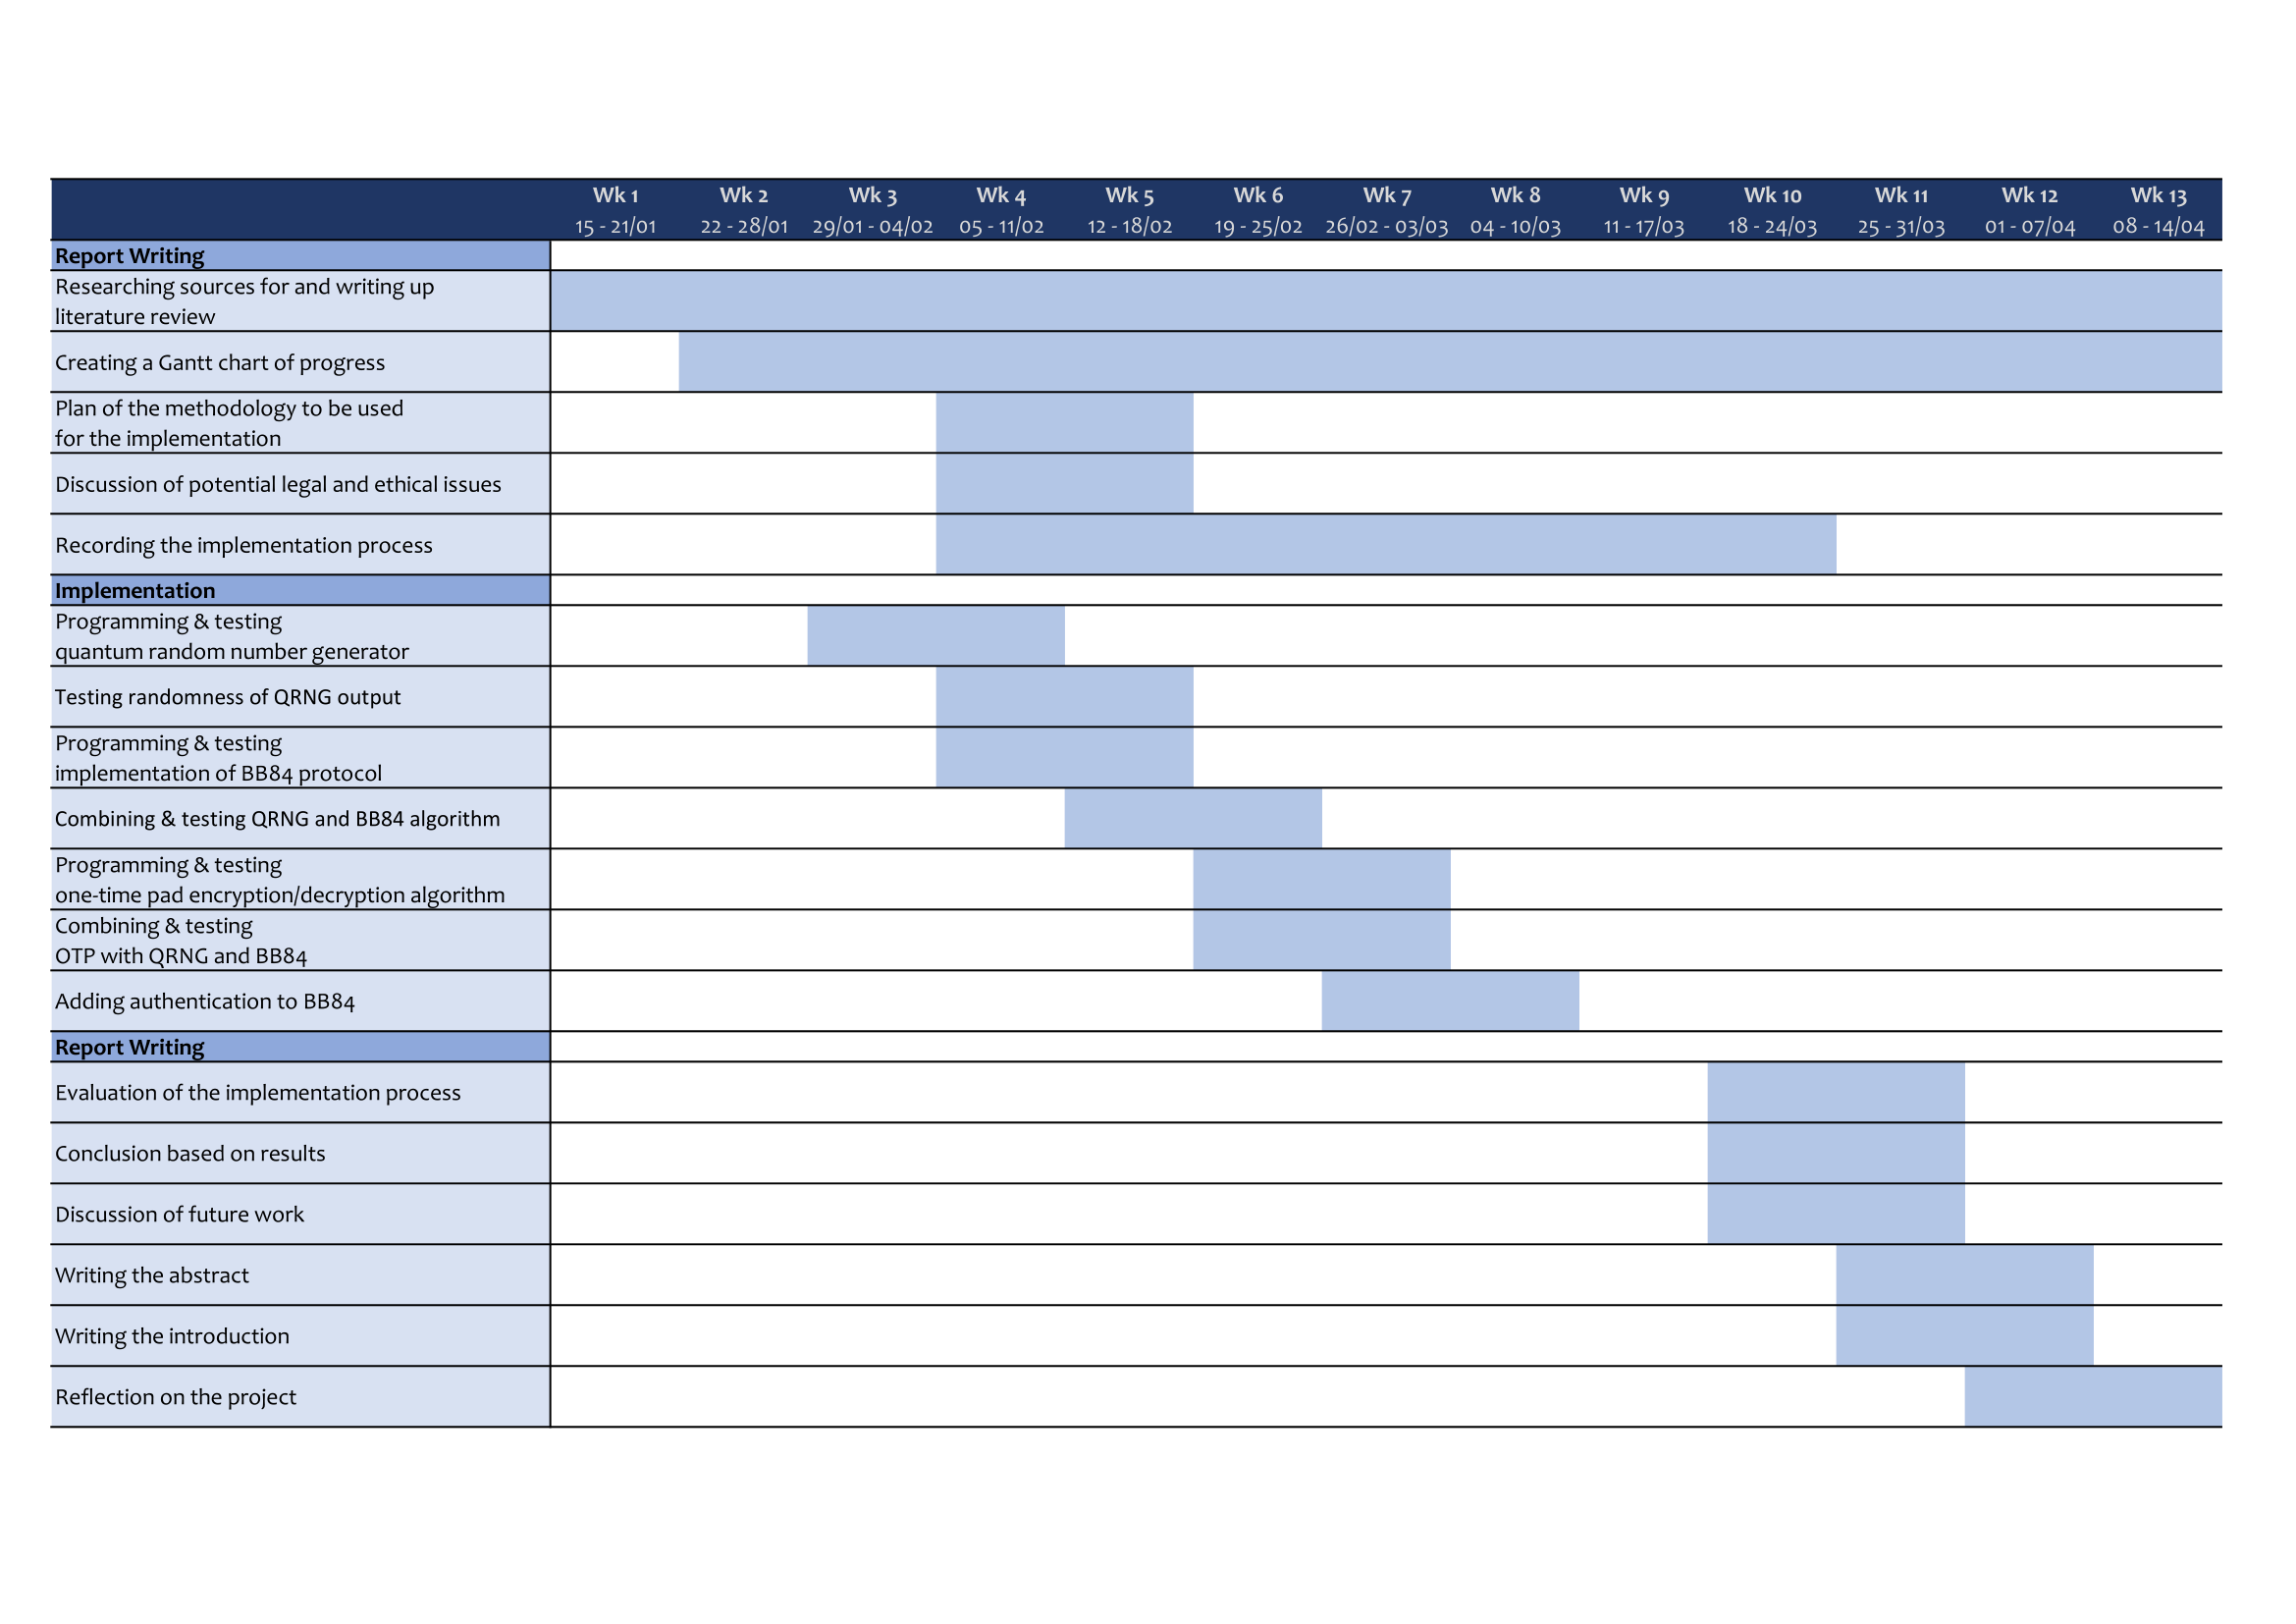 Wk 1 Wk 2 Wk 3 Wk 4 Wk 5 Wk 6 Wk 7 Wk 8 Wk 9 Wk 10 Wk 11 Wk 12 Wk 13
15 - 21/01 22 - 28/01 29/01 - 04/02 05 - 11/02 12 - 18/02 19 - 25/02 26/02 - 03/03 04 - 10/03 11 - 17/03 18 - 24/03 25 - 31/03 01 - 07/04 08 - 14/04
Report Writing
Researching sources for and writing up
literature review
Creating a Gantt chart of progress
Plan of the methodology to be used
for the implementation
Discussion of potential legal and ethical issues
Recording the implementation process
Implementation
Programming & testing
quantum random number generator
Testing randomness of QRNG output
Programming & testing
implementation of BB84 protocol
Combining & testing QRNG and BB84 algorithm
Programming & testing
one-time pad encryption/decryption algorithm
Combining & testing
OTP with QRNG and BB84
Adding authentication to BB84
Report Writing
Evaluation of the implementation process
Conclusion based on results
Discussion of future work
Writing the abstract
Writing the introduction
Reflection on the project